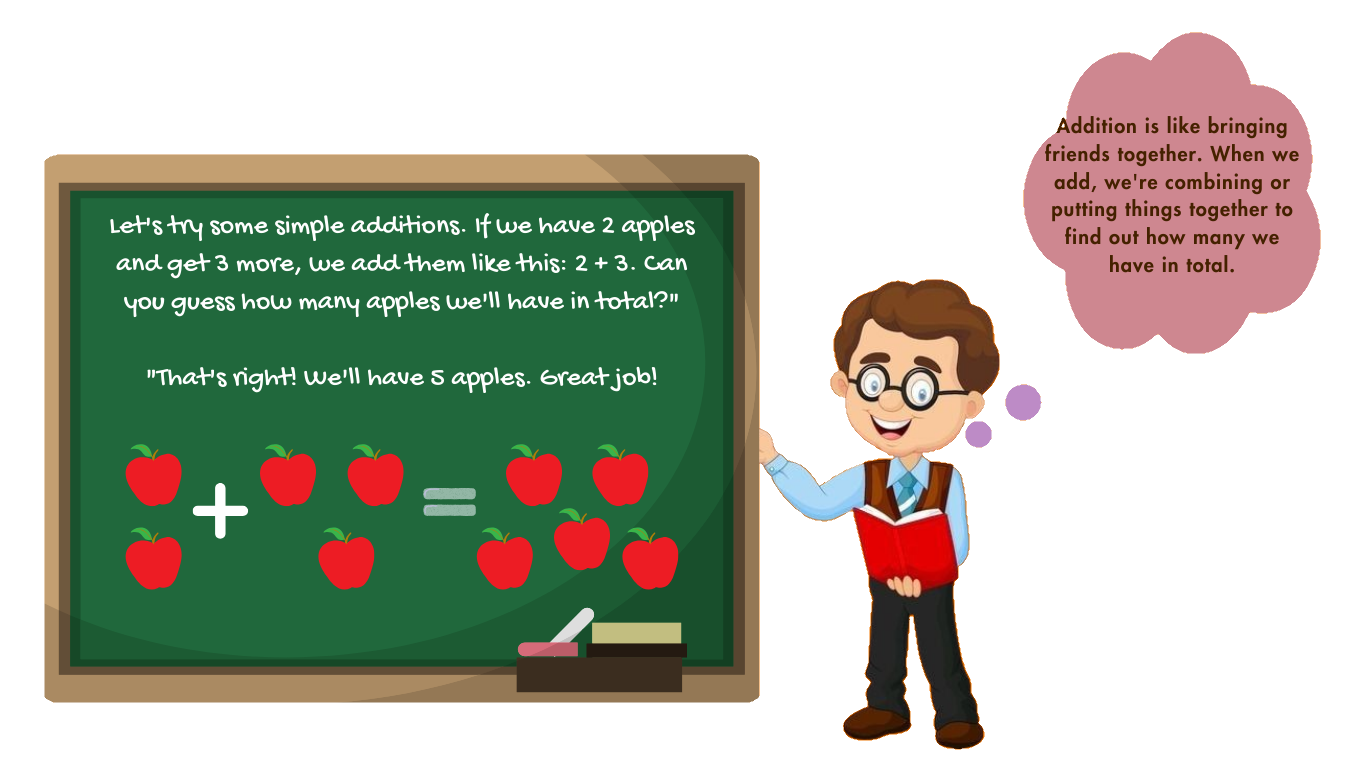 Let's try some simple additions. If we have 2 apples
and get 3 more, we add them like this: 2 + 3. Can
you guess how many apples we'll have in total?"
"That's right! We'll have 5 apples. Great job!
+ =
Addition is like bringing
friends together. When we
add, we're combining or
putting things together to
find out how many we
have in total.